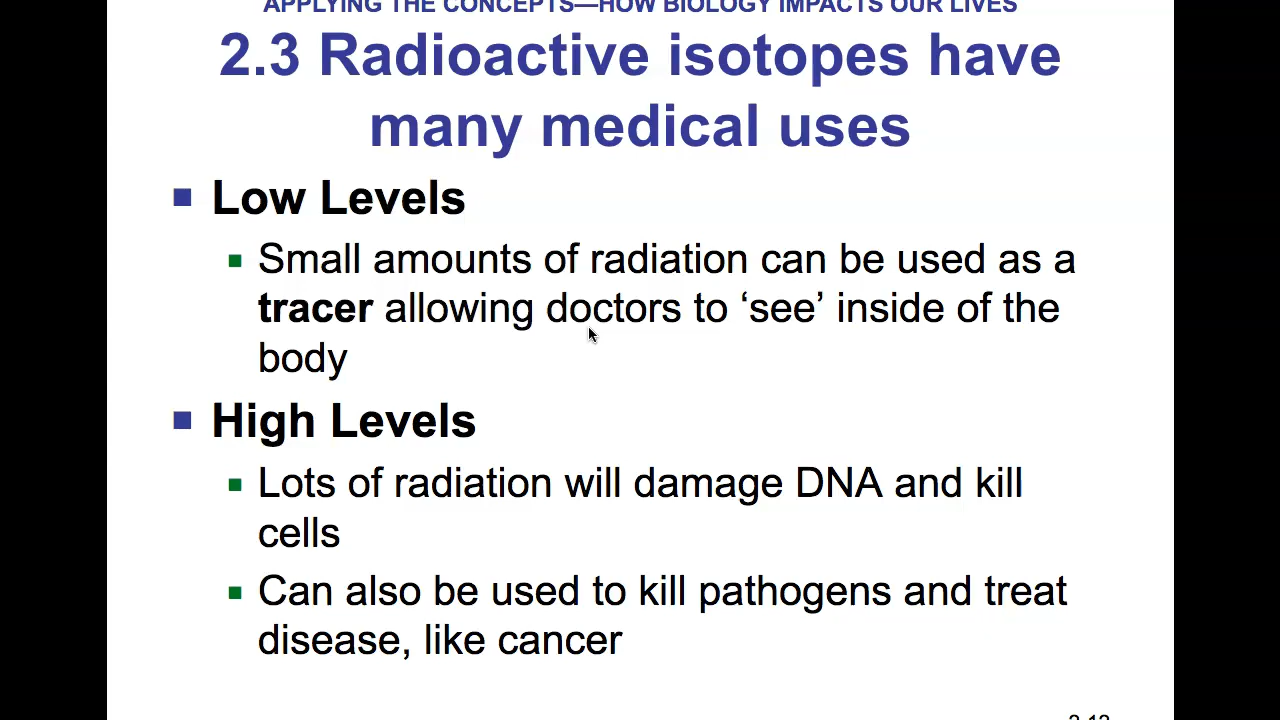 APPLYING THE CONCEPTS—HOW BIOLOGY IMPACTS OUR LIVES
2.3 Radioactive isotopes have
many medical uses
Low Levels
Small amounts of radiation can be used as a
tracer allowing doctors to ‘see’ inside of the
body
High Levels
Lots of radiation will damage DNA and kill
cells
Can also be used to kill pathogens and treat
disease, like cancer